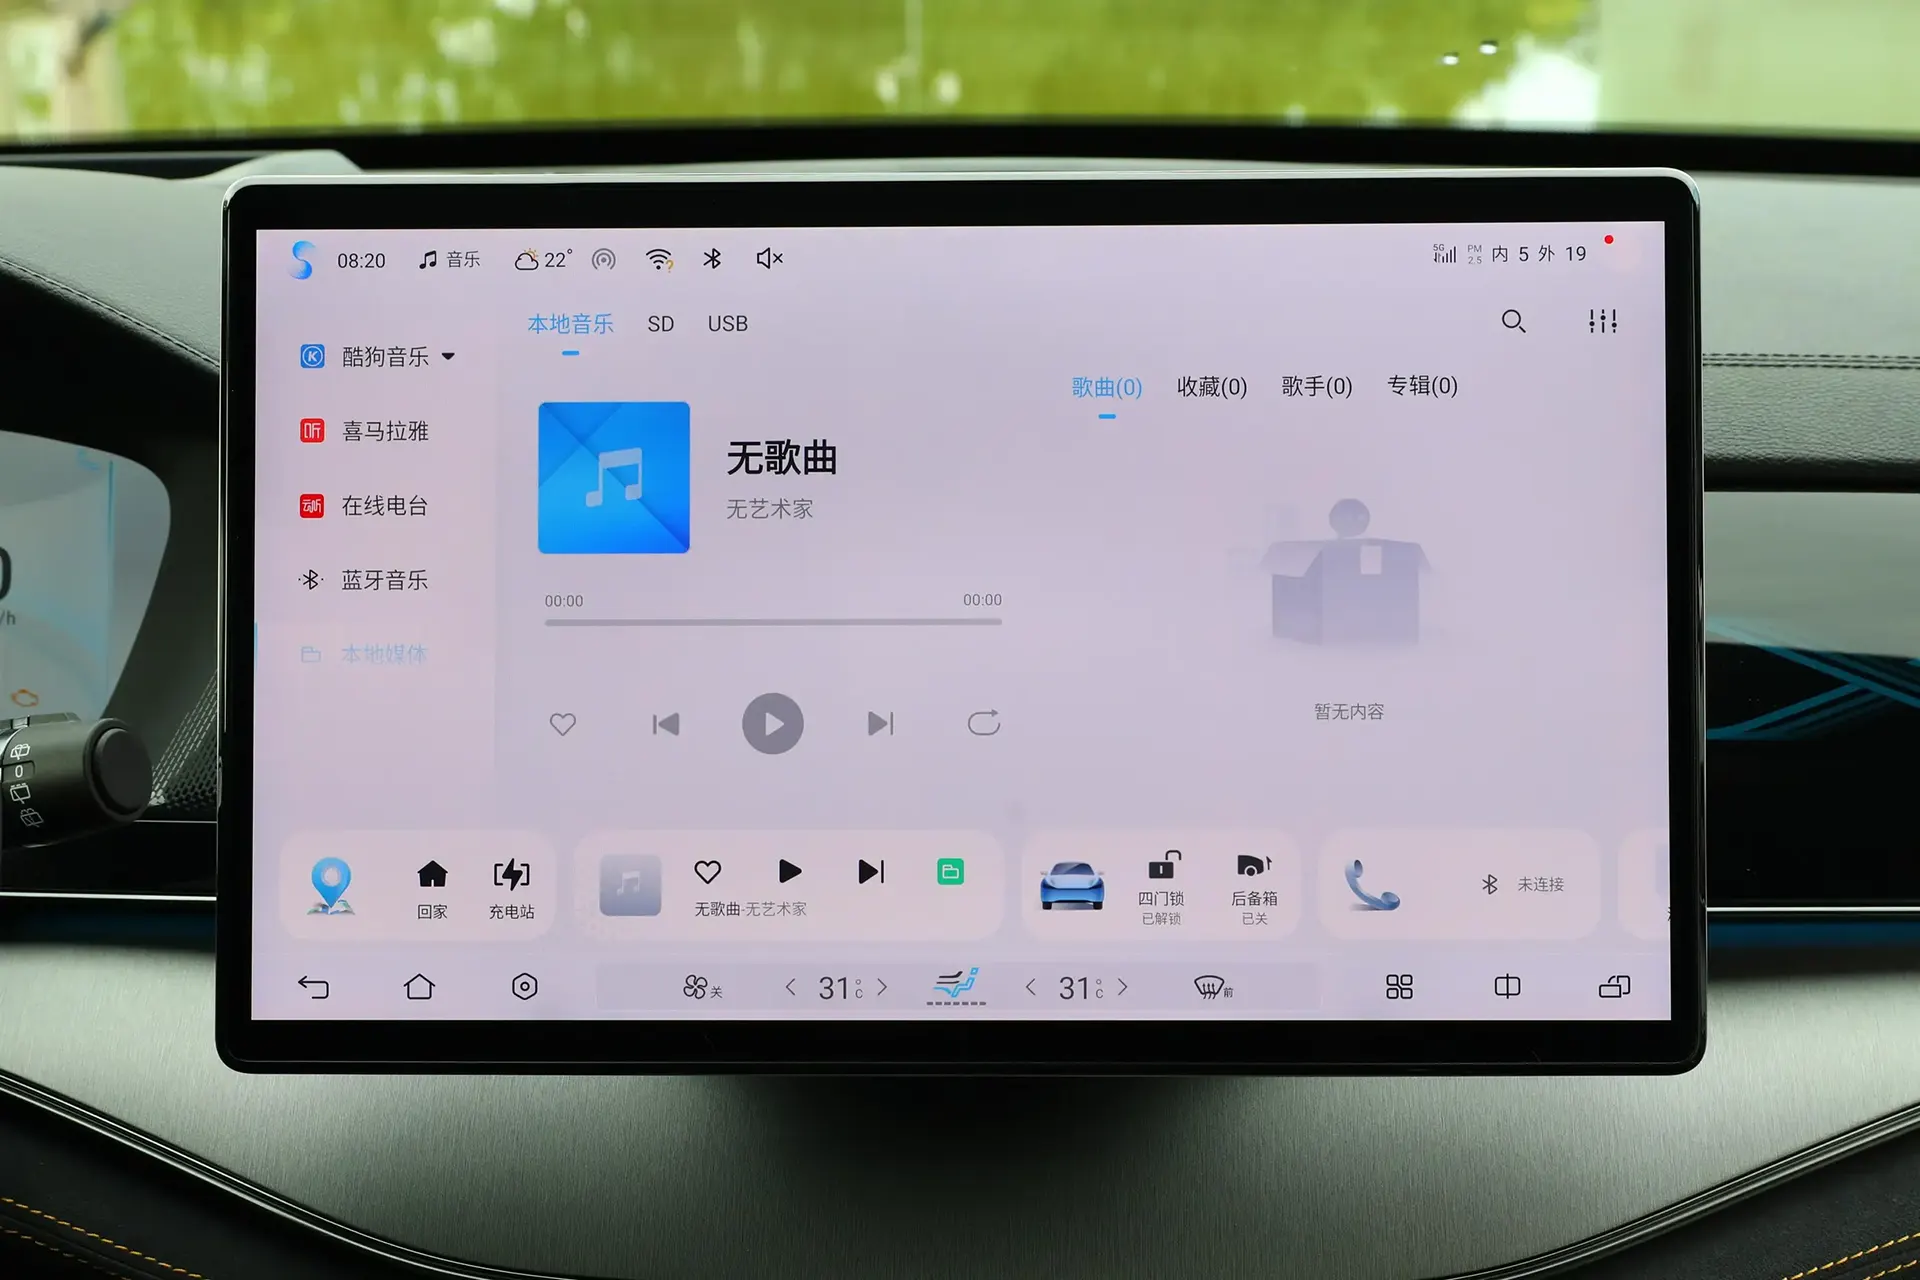 08:20 音乐 22° 5G PM 2.5 内 5 外 19
本地音乐 SD USB
酷狗音乐
喜马拉雅
在线电台
蓝牙音乐
本地媒体
无歌曲
无艺术家
00:00 00:00
歌曲(0) 收藏(0) 歌手(0) 专辑(0)
暂无内容
回家 充电站
无歌曲-无艺术家
四门锁
已解锁
后备箱
已关
未连接
关 31°C 31°C 前
听
云听
K
0
/h